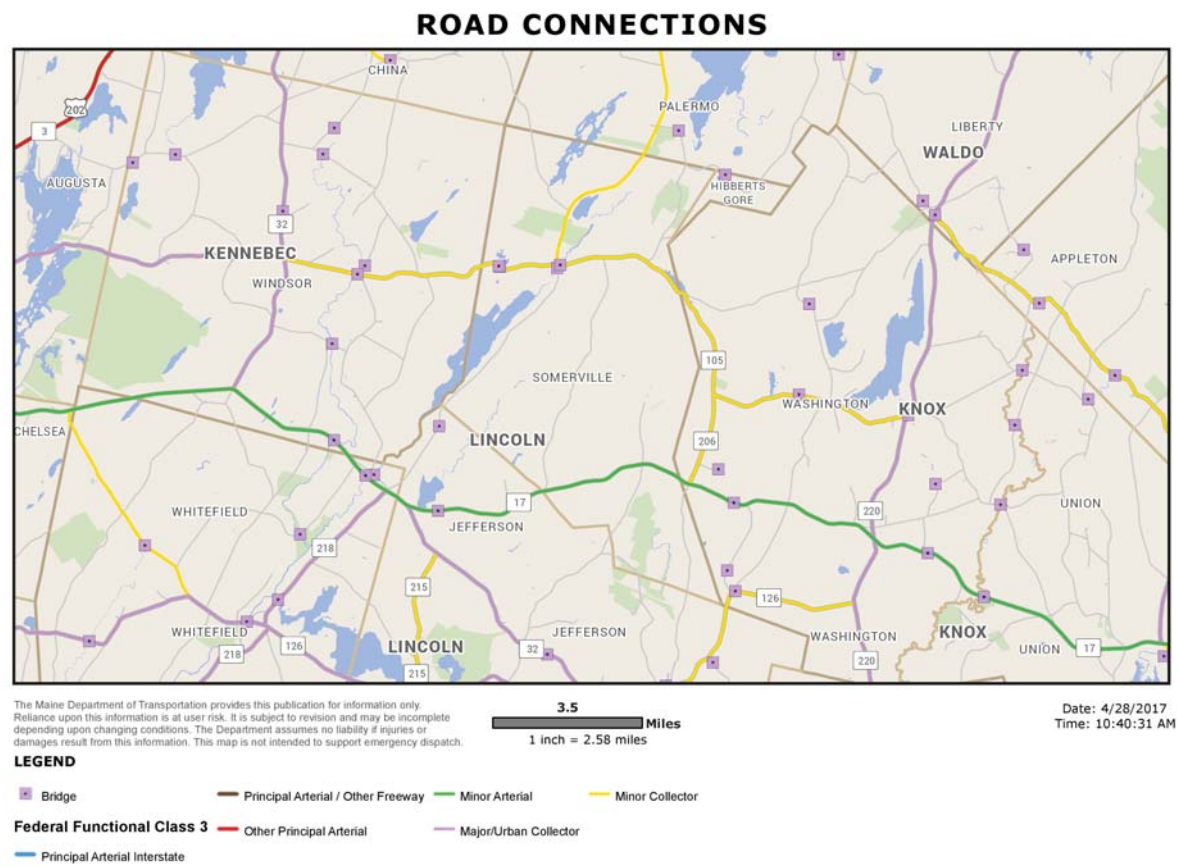 ROAD CONNECTIONS
CHINA
202
3
PALERMO
LIBERTY
WALDO
AUGUSTA
HIBBERTS
GORE
32
KENNEBEC
WINDSOR
APPLETON
105
SOMERVILLE
WASHINGTON
KNOX
CHELSEA
LINCOLN
206
17
WHITEFIELD
JEFFERSON
220
UNION
218
215
126
WHITEFIELD
JEFFERSON
WASHINGTON
KNOX
218
126
LINCOLN
32
UNION
17
215
220
The Maine Department of Transportation provides this publication for information only.
Reliance upon this information is at user risk. It is subject to revision and may be incomplete
depending upon changing conditions. The Department assumes no liability if injuries or
damages result from this information. This map is not intended to support emergency dispatch.
3.5
Miles
1 inch = 2.58 miles
Date: 4/28/2017
Time: 10:40:31 AM
LEGEND
Bridge
Principal Arterial / Other Freeway
Minor Arterial
Minor Collector
Federal Functional Class 3
Other Principal Arterial
Major/Urban Collector
Principal Arterial Interstate